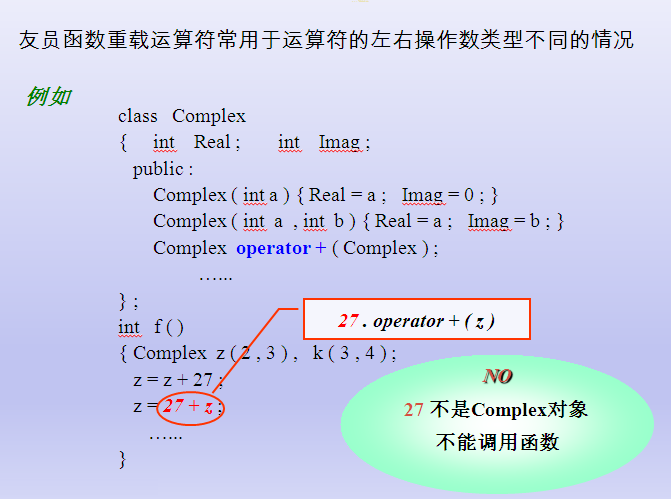 友员函数重载运算符常用于运算符的左右操作数类型不同的情况
例如
class Complex
{ int Real ; int Imag ;
public :
Complex ( int a ) { Real = a ; Imag = 0 ; }
Complex ( int a , int b ) { Real = a ; Imag = b ; }
Complex operator + ( Complex ) ;
…...
} ;
int f ( )
{ Complex z ( 2 , 3 ) , k ( 3 , 4 ) ;
z = z + 27 ;
z = 27 + z ;
…...
}
27 . operator + ( z )
NO
27 不是Complex对象
不能调用函数